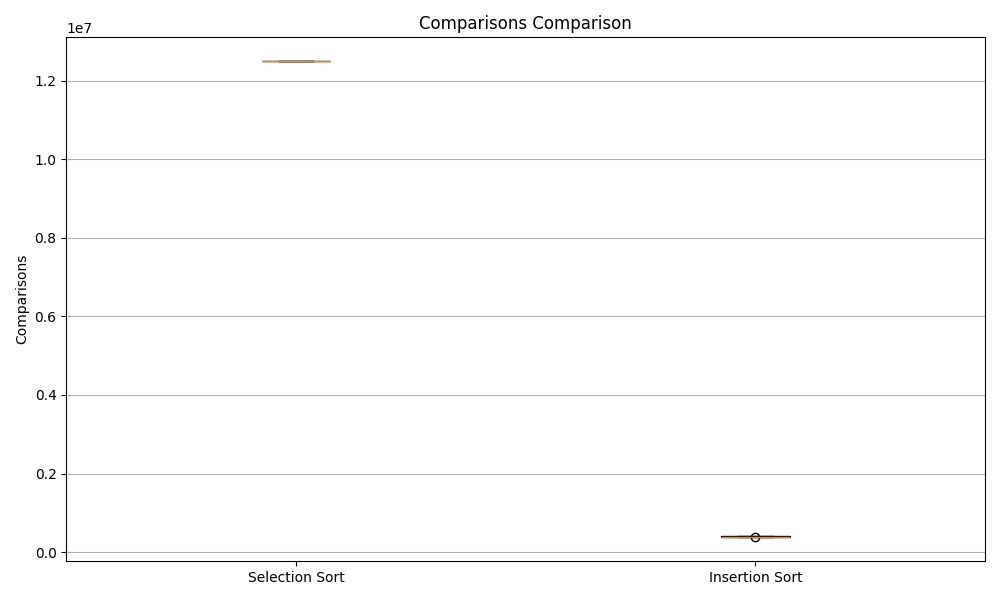 Comparisons Comparison
1e7
1.2
1.0
0.8
0.6
0.4
0.2
0.0
Comparisons
Selection Sort
Insertion Sort